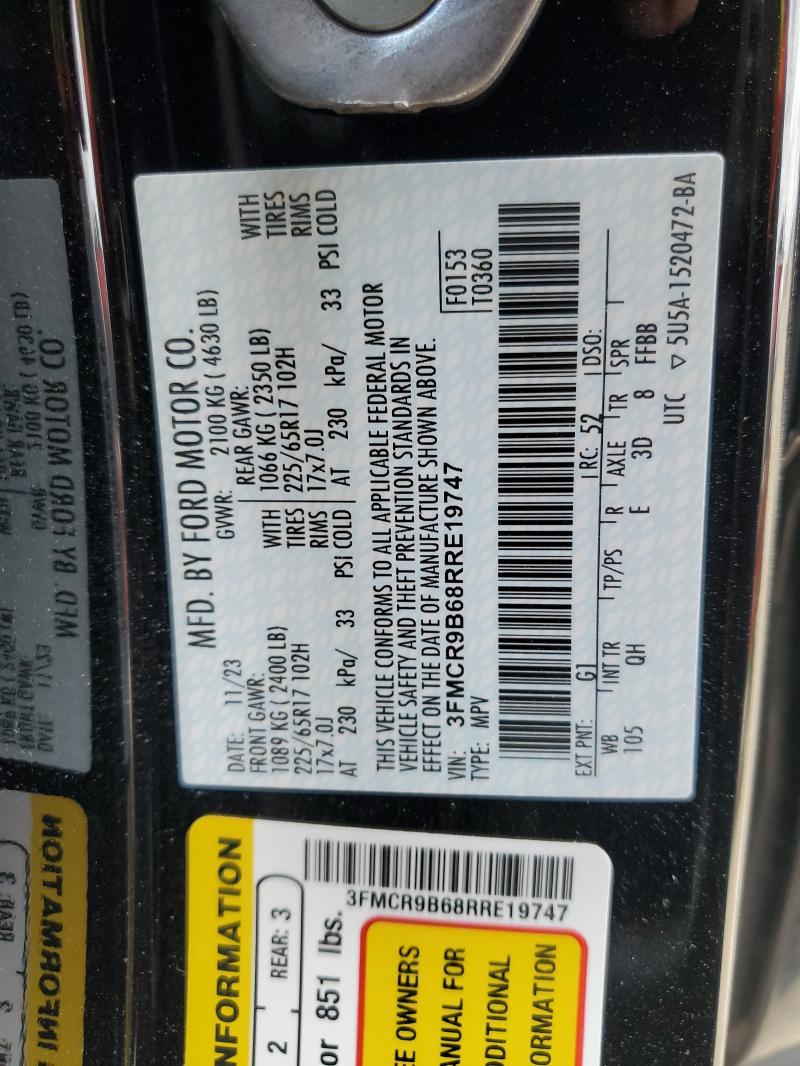 MFD. BY FORD MOTOR CO.
DATE: 11/23 GVWR: 2100 KG ( 4630 LB)
FRONT GAWR: REAR GAWR:
1089 KG ( 2400 LB) WITH 1066 KG ( 2350 LB) WITH
225/65R17 102H TIRES 225/65R17 102H TIRES
17x7.0J RIMS 17x7.0J RIMS
AT 230 kPa/ 33 PSI COLD AT 230 kPa/ 33 PSI COLD
THIS VEHICLE CONFORMS TO ALL APPLICABLE FEDERAL MOTOR
VEHICLE SAFETY AND THEFT PREVENTION STANDARDS IN
EFFECT ON THE DATE OF MANUFACTURE SHOWN ABOVE.
VIN: 3FMCR9B68RRE19747 F0153
TYPE: MPV T0360
EXT PNT: G1 RC: 52 DSO:
WB INT TR TP/PS R AXLE TR SPR
105 QH E 3D 8 FFBB
UTC ▽ 5U5A-1520472-BA
NFORMATION
2 REAR: 3
or 851 lbs.
3FMCR9B68RRE19747
EE OWNERS
ANUAL FOR
DDITIONAL
ORMATION